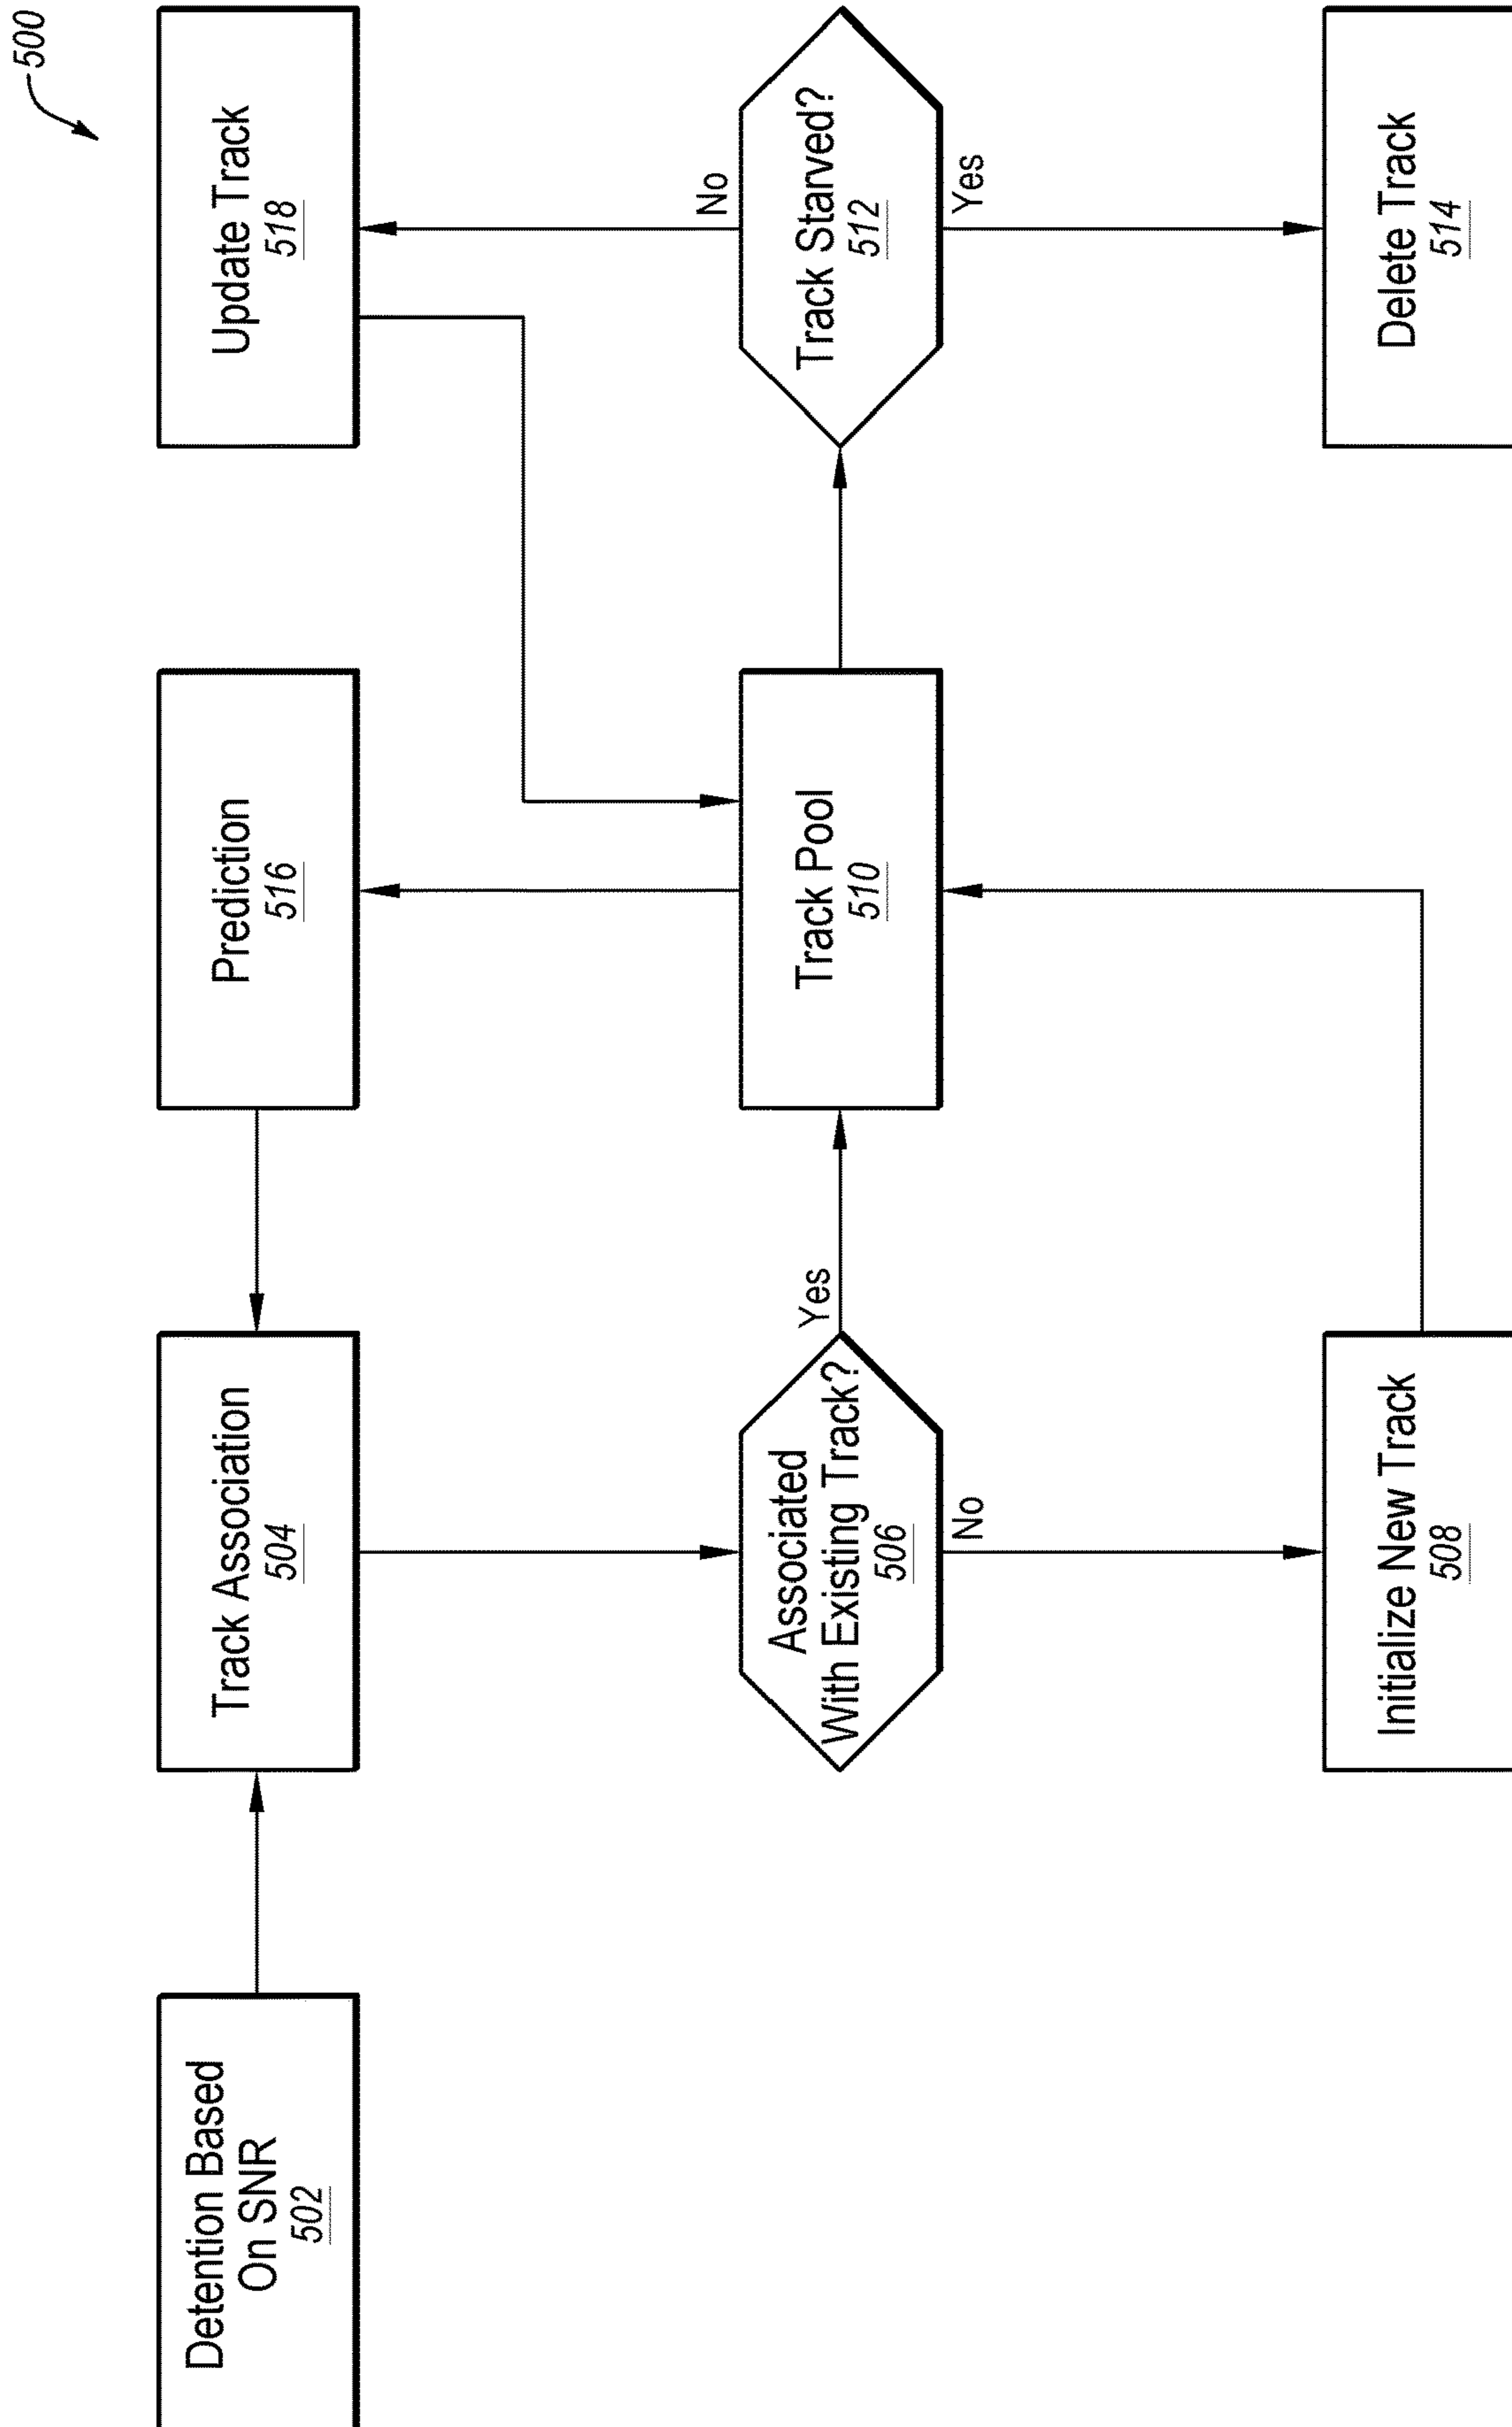 500
Detention Based
On SNR
502
Track Association
504
Prediction
516
Update Track
518
Associated
With Existing Track?
506
Yes
No
Track Pool
510
Track Starved?
512
No
Yes
Initialize New Track
508
Delete Track
514